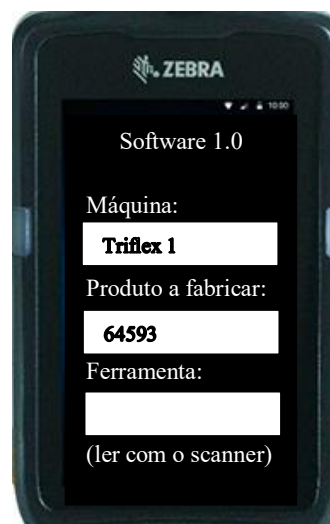 ZEBRA
10:00
Software 1.0
Máquina:
Triflex 1
Produto a fabricar:
64593
Ferramenta:
(ler com o scanner)